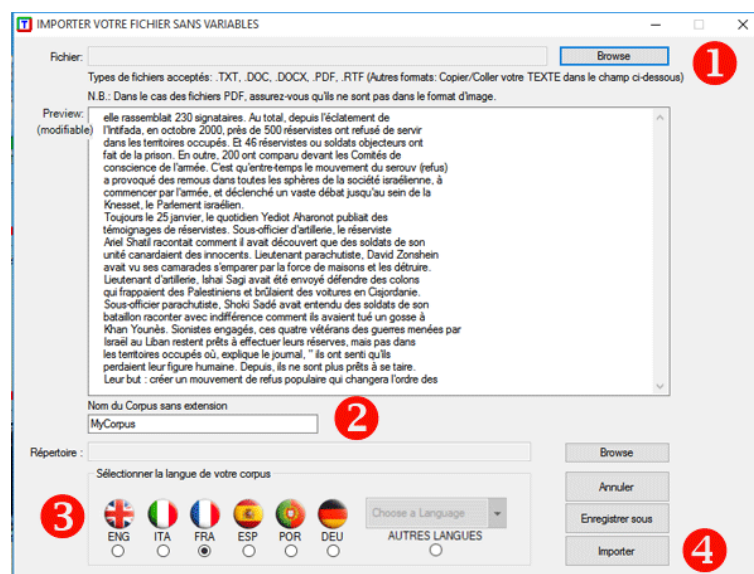 IMPORTER VOTRE FICHIER SANS VARIABLES
Fichier:
Browse
1
Types de fichiers acceptés: .TXT, .DOC, .DOCX, .PDF, .RTF (Autres formats: Copier/Coller votre TEXTE dans le champ ci-dessous)
N.B.: Dans le cas des fichiers PDF, assurez-vous qu'ils ne sont pas dans le format d'image.
Preview:
(modifiable)
elle rassemblait 230 signataires. Au total, depuis l'éclatement de
l'Intifada, en octobre 2000, près de 500 réservistes ont refusé de servir
dans les territoires occupés. Et 46 réservistes ou soldats objecteurs ont
fait de la prison. En outre, 200 ont comparu devant les Comités de
conscience de l'armée. C'est qu'entre-temps le mouvement du serouv (refus)
a provoqué des remous dans toutes les sphères de la société israélienne, à
commencer par l'armée, et déclenché un vaste débat jusqu'au sein de la
Knesset, le Parlement israélien.
Toujours le 25 janvier, le quotidien Yediot Aharonot publiait des
témoignages de réservistes. Sous-officier d'artillerie, le réserviste
Ariel Shatil racontait comment il avait découvert que des soldats de son
unité canardaient des innocents. Lieutenant parachutiste, David Zonshein
avait vu ses camarades s'emparer par la force de maisons et les détruire.
Lieutenant d'artillerie, Ishai Sagi avait été envoyé défendre des colons
qui frappaient des Palestiniens et brûlaient des voitures en Cisjordanie.
Sous-officier parachutiste, Shoki Sadé avait entendu des soldats de son
bataillon raconter avec indifférence comment ils avaient tué un gosse à
Khan Younès. Sionistes engagés, ces quatre vétérans des guerres menées par
Israël au Liban restent prêts à effectuer leurs réserves, mais pas dans
les territoires occupés où, explique le journal, " ils ont senti qu'ils
perdaient leur figure humaine. Depuis, ils ne sont plus prêts à se taire.
Leur but : créer un mouvement de refus populaire qui changera l'ordre des
Nom du Corpus sans extension
MyCorpus
2
Répertoire :
Browse
Sélectionner la langue de votre corpus
3
ENG ITA FRA ESP POR DEU
Choose a Language
AUTRES LANGUES
Annuler
Enregistrer sous
Importer
4